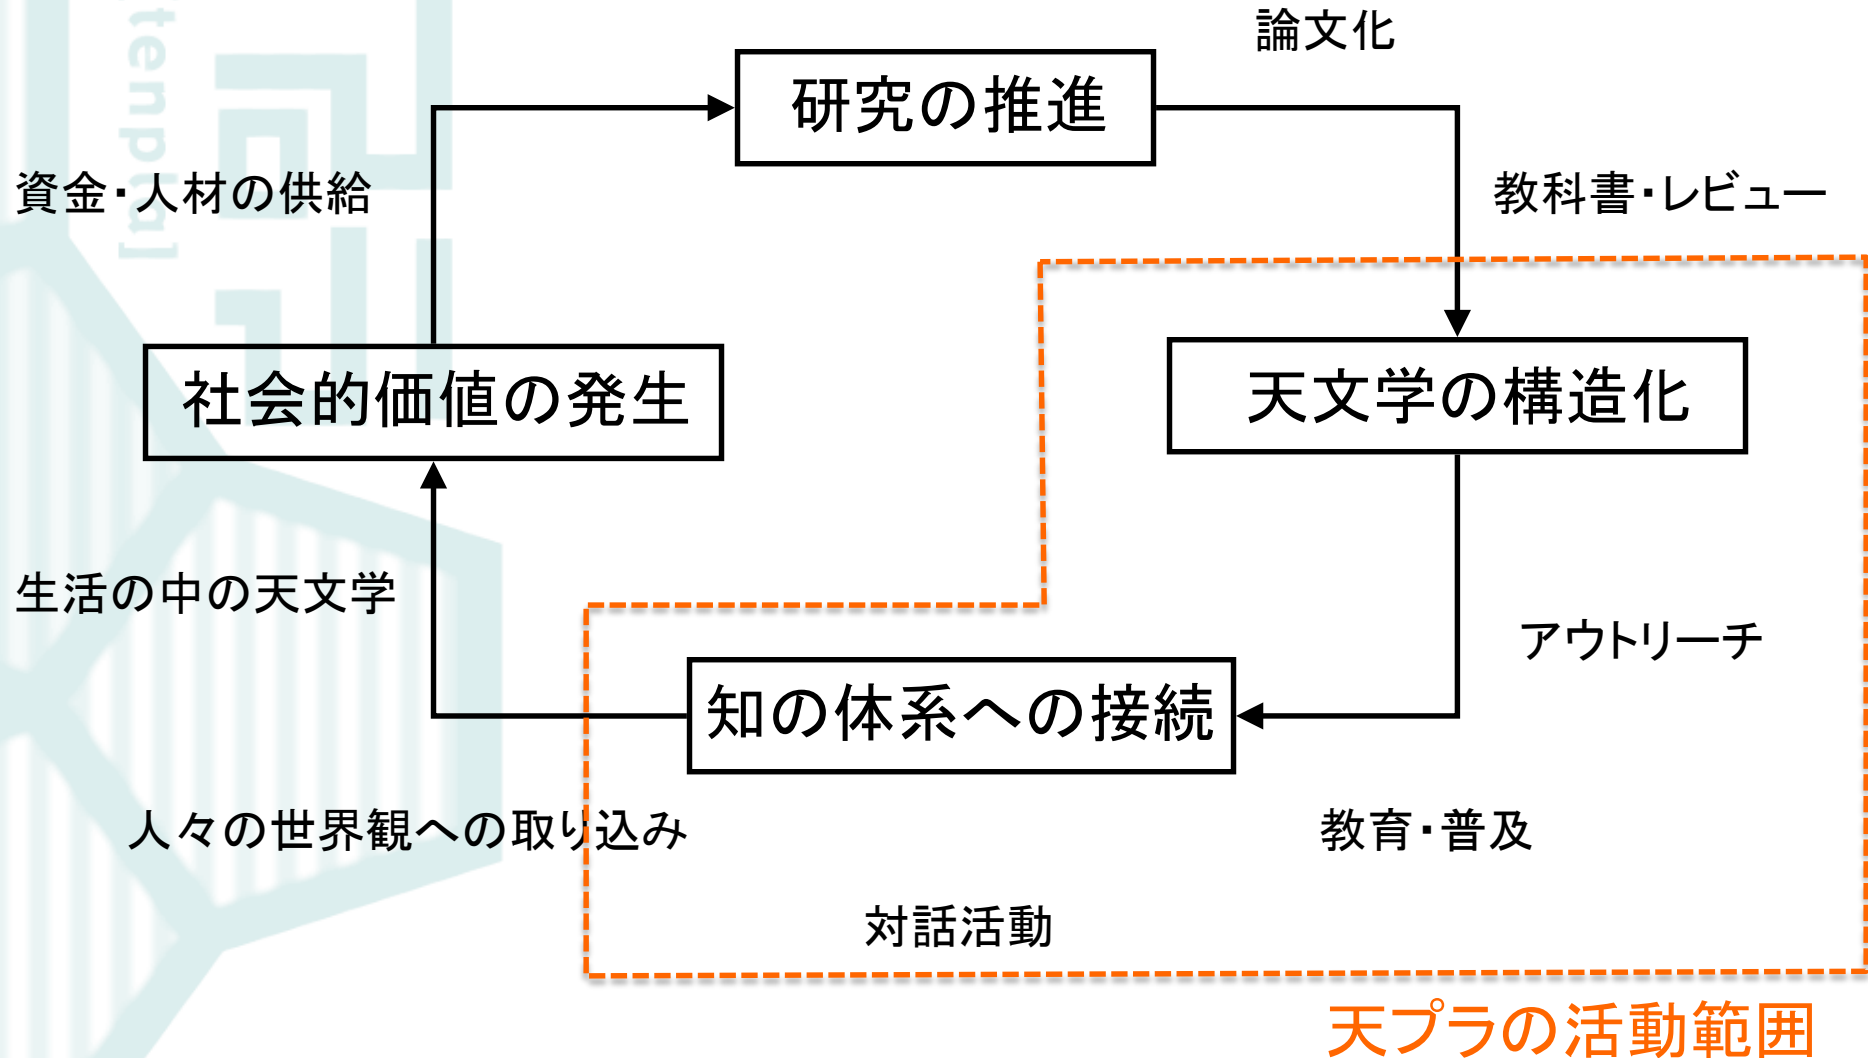 論文化
研究の推進
資金・人材の供給
教科書・レビュー
社会的価値の発生
天文学の構造化
生活の中の天文学
アウトリーチ
知の体系への接続
人々の世界観への取り込み
教育・普及
対話活動
天プラの活動範囲
tenpla]